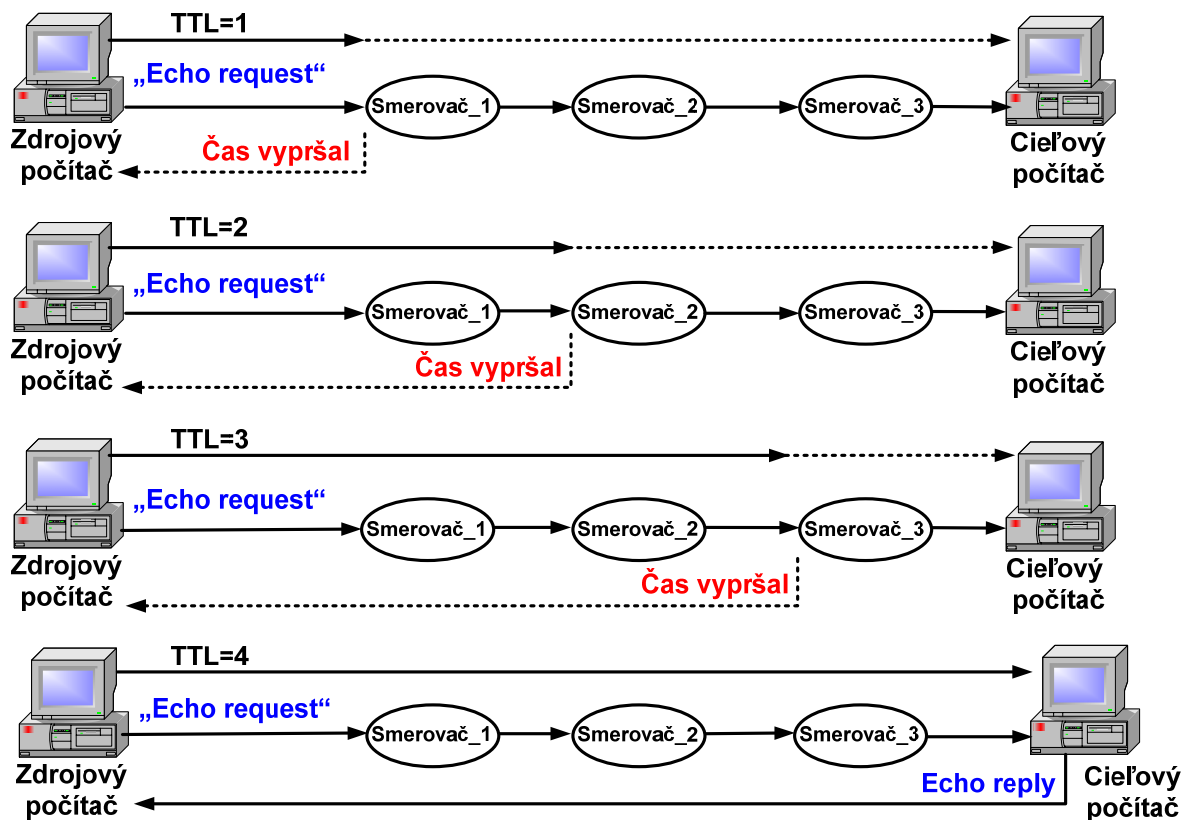 TTL=1
„Echo request“
Smerovač_1
Smerovač_2
Smerovač_3
Zdrojový
počítač
Čas vypršal
Cieľový
počítač
TTL=2
„Echo request“
Smerovač_1
Smerovač_2
Smerovač_3
Zdrojový
počítač
Čas vypršal
Cieľový
počítač
TTL=3
„Echo request“
Smerovač_1
Smerovač_2
Smerovač_3
Zdrojový
počítač
Čas vypršal
Cieľový
počítač
TTL=4
„Echo request“
Smerovač_1
Smerovač_2
Smerovač_3
Zdrojový
počítač
Echo reply
Cieľový
počítač